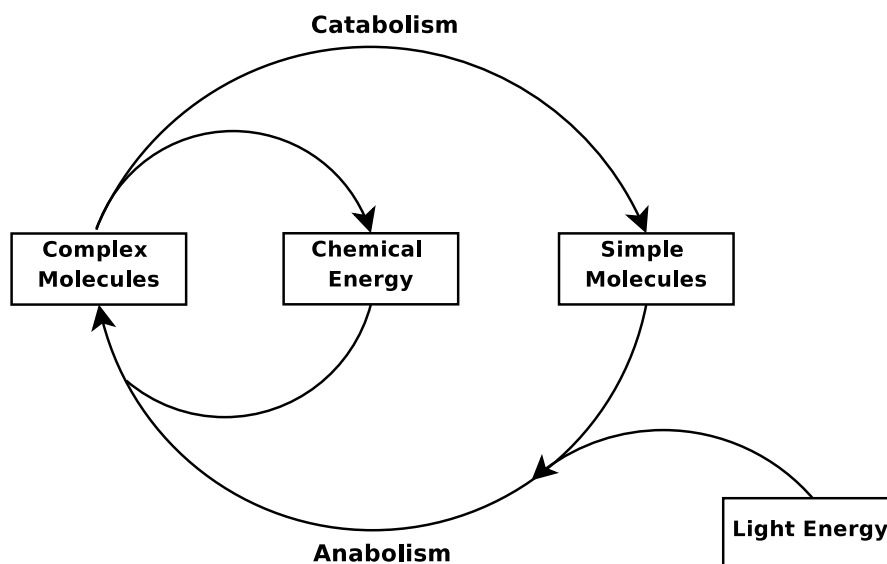 Catabolism
Complex
Molecules
Chemical
Energy
Simple
Molecules
Light Energy
Anabolism